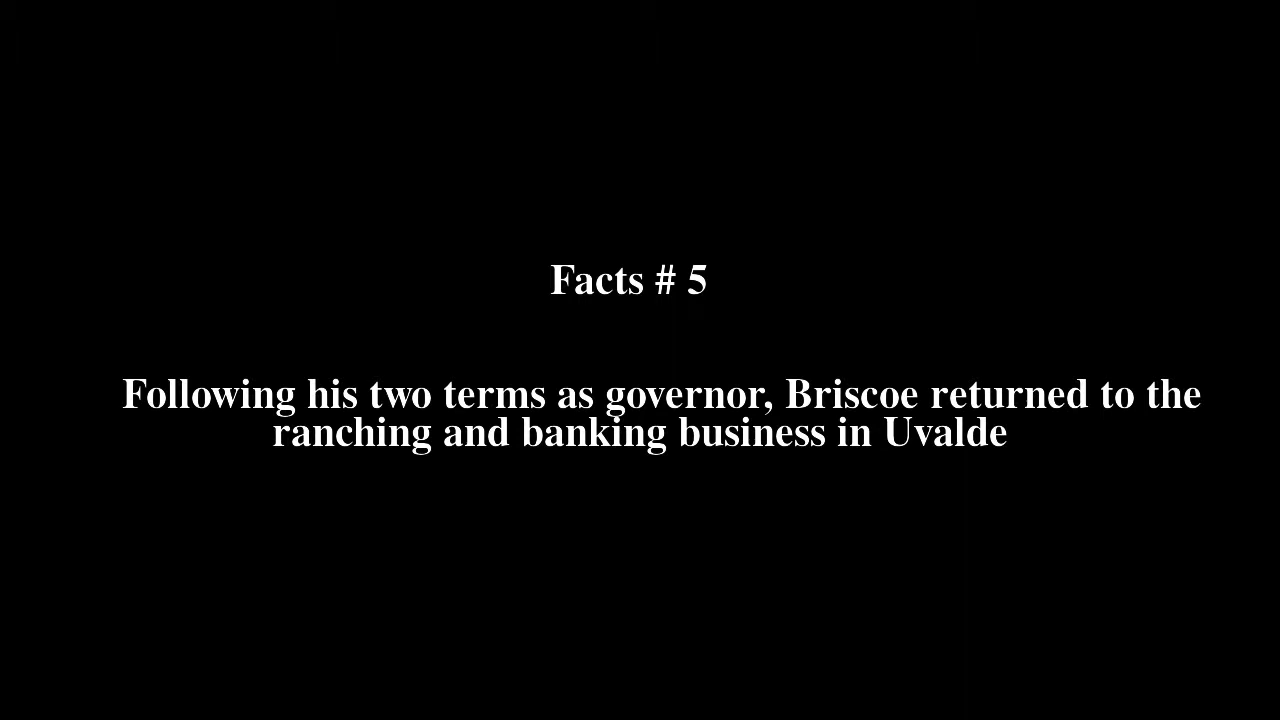 Facts # 5
Following his two terms as governor, Briscoe returned to the
ranching and banking business in Uvalde